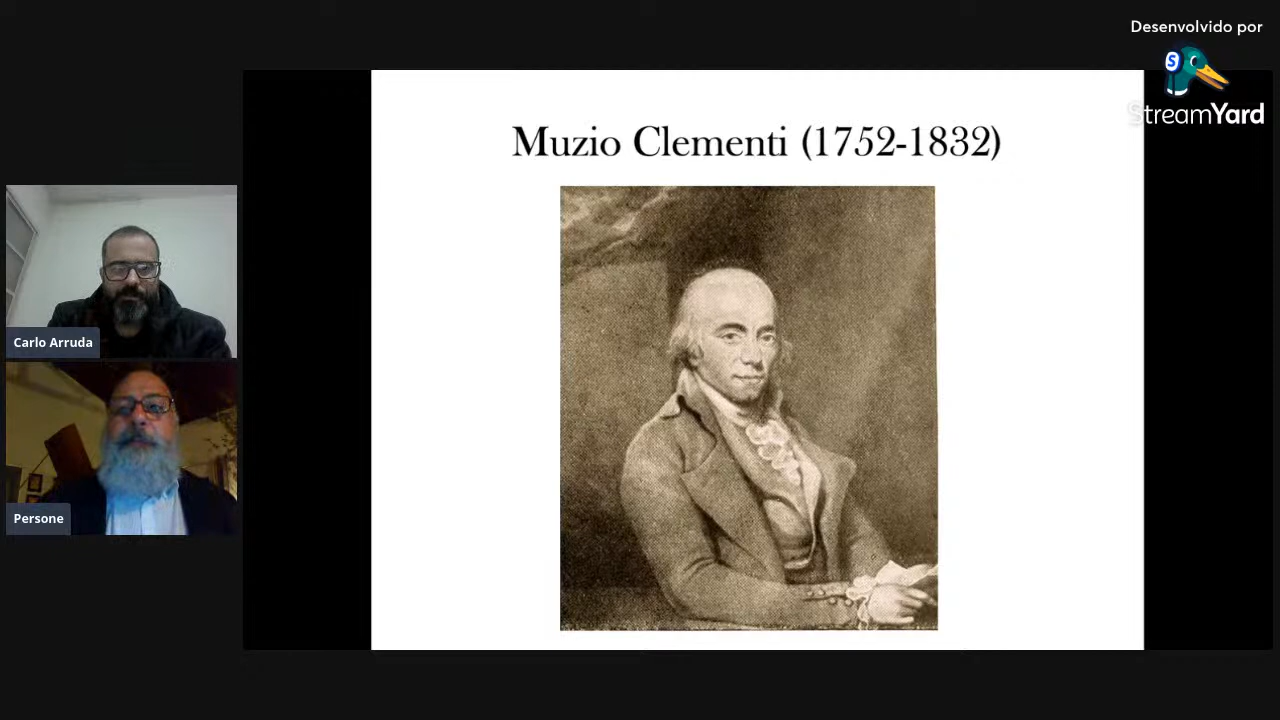 Desenvolvido por
StreamYard
Muzio Clementi (1752-1832)
Carlo Arruda
Persone